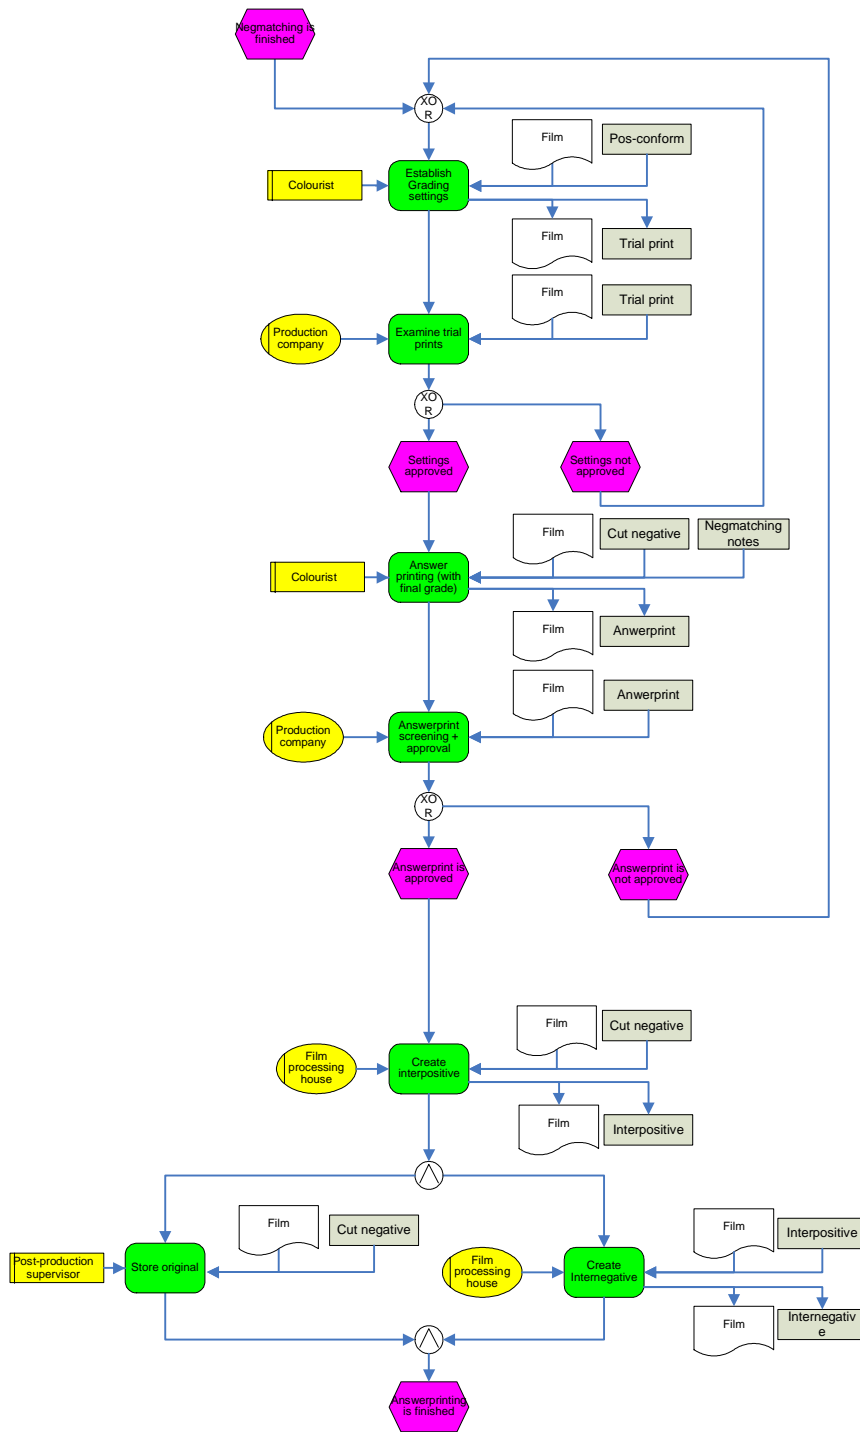 Negmatching is
finished
XO
R
Film
Pos-conform
Colourist
Establish
Grading
settings
Film
Trial print
Film
Trial print
Production
company
Examine trial
prints
XO
R
Settings
approved
Settings not
approved
Film
Cut negative
Negmatching
notes
Colourist
Answer
printing (with
final grade)
Film
Anwerprint
Film
Anwerprint
Production
company
Answerprint
screening +
approval
XO
R
Answerprint is
approved
Answerprint is
not approved
Film
Cut negative
Film
processing
house
Create
interpositive
Film
Interpositive
Film
Cut negative
Film
Interpositive
Post-production
supervisor
Store original
Film
processing
house
Create
Internegative
Film
Internegativ
e
Answerprinting
is finished